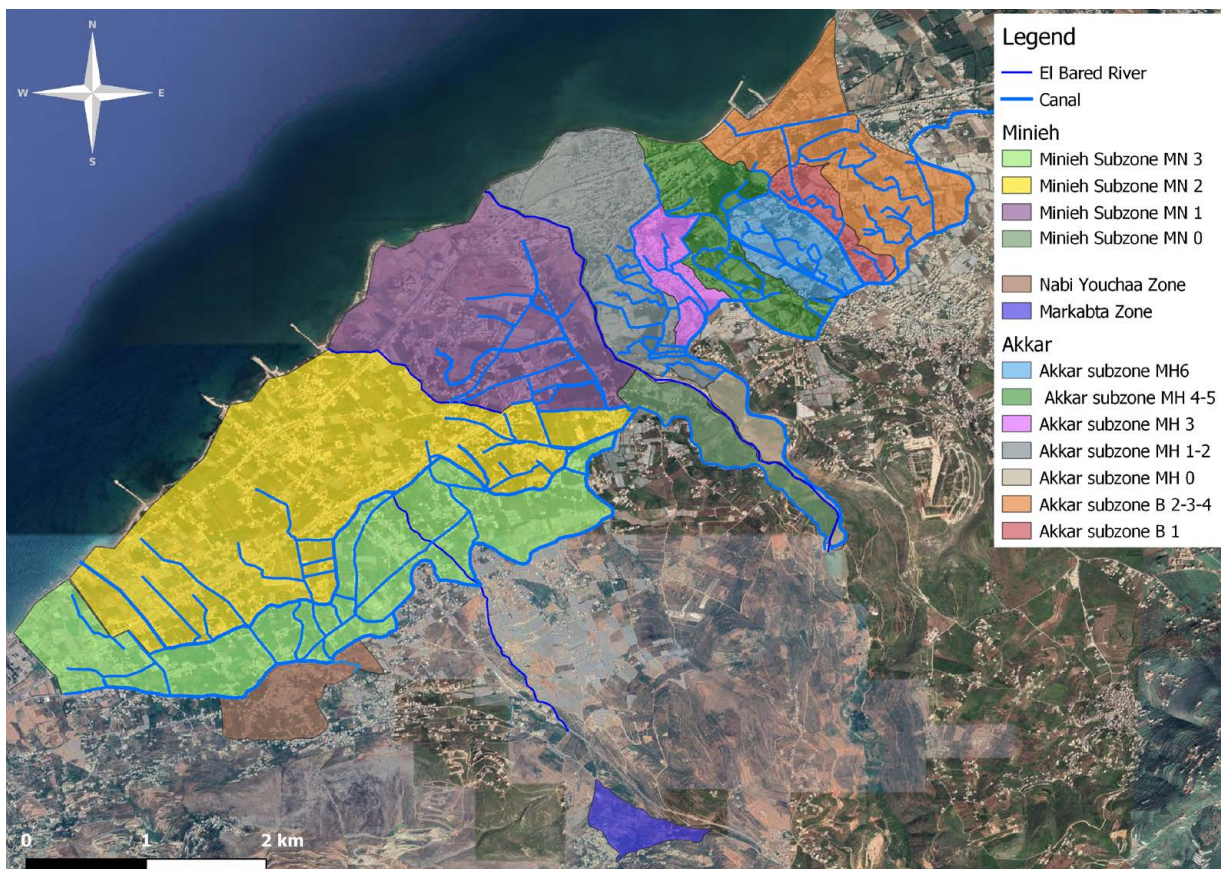 N
W
E
S
Legend
El Bared River
Canal
Minieh
Minieh Subzone MN 3
Minieh Subzone MN 2
Minieh Subzone MN 1
Minieh Subzone MN 0
Nabi Youchaa Zone
Markabta Zone
Akkar
Akkar subzone MH6
Akkar subzone MH 4-5
Akkar subzone MH 3
Akkar subzone MH 1-2
Akkar subzone MH 0
Akkar subzone B 2-3-4
Akkar subzone B 1
0 1 2 km